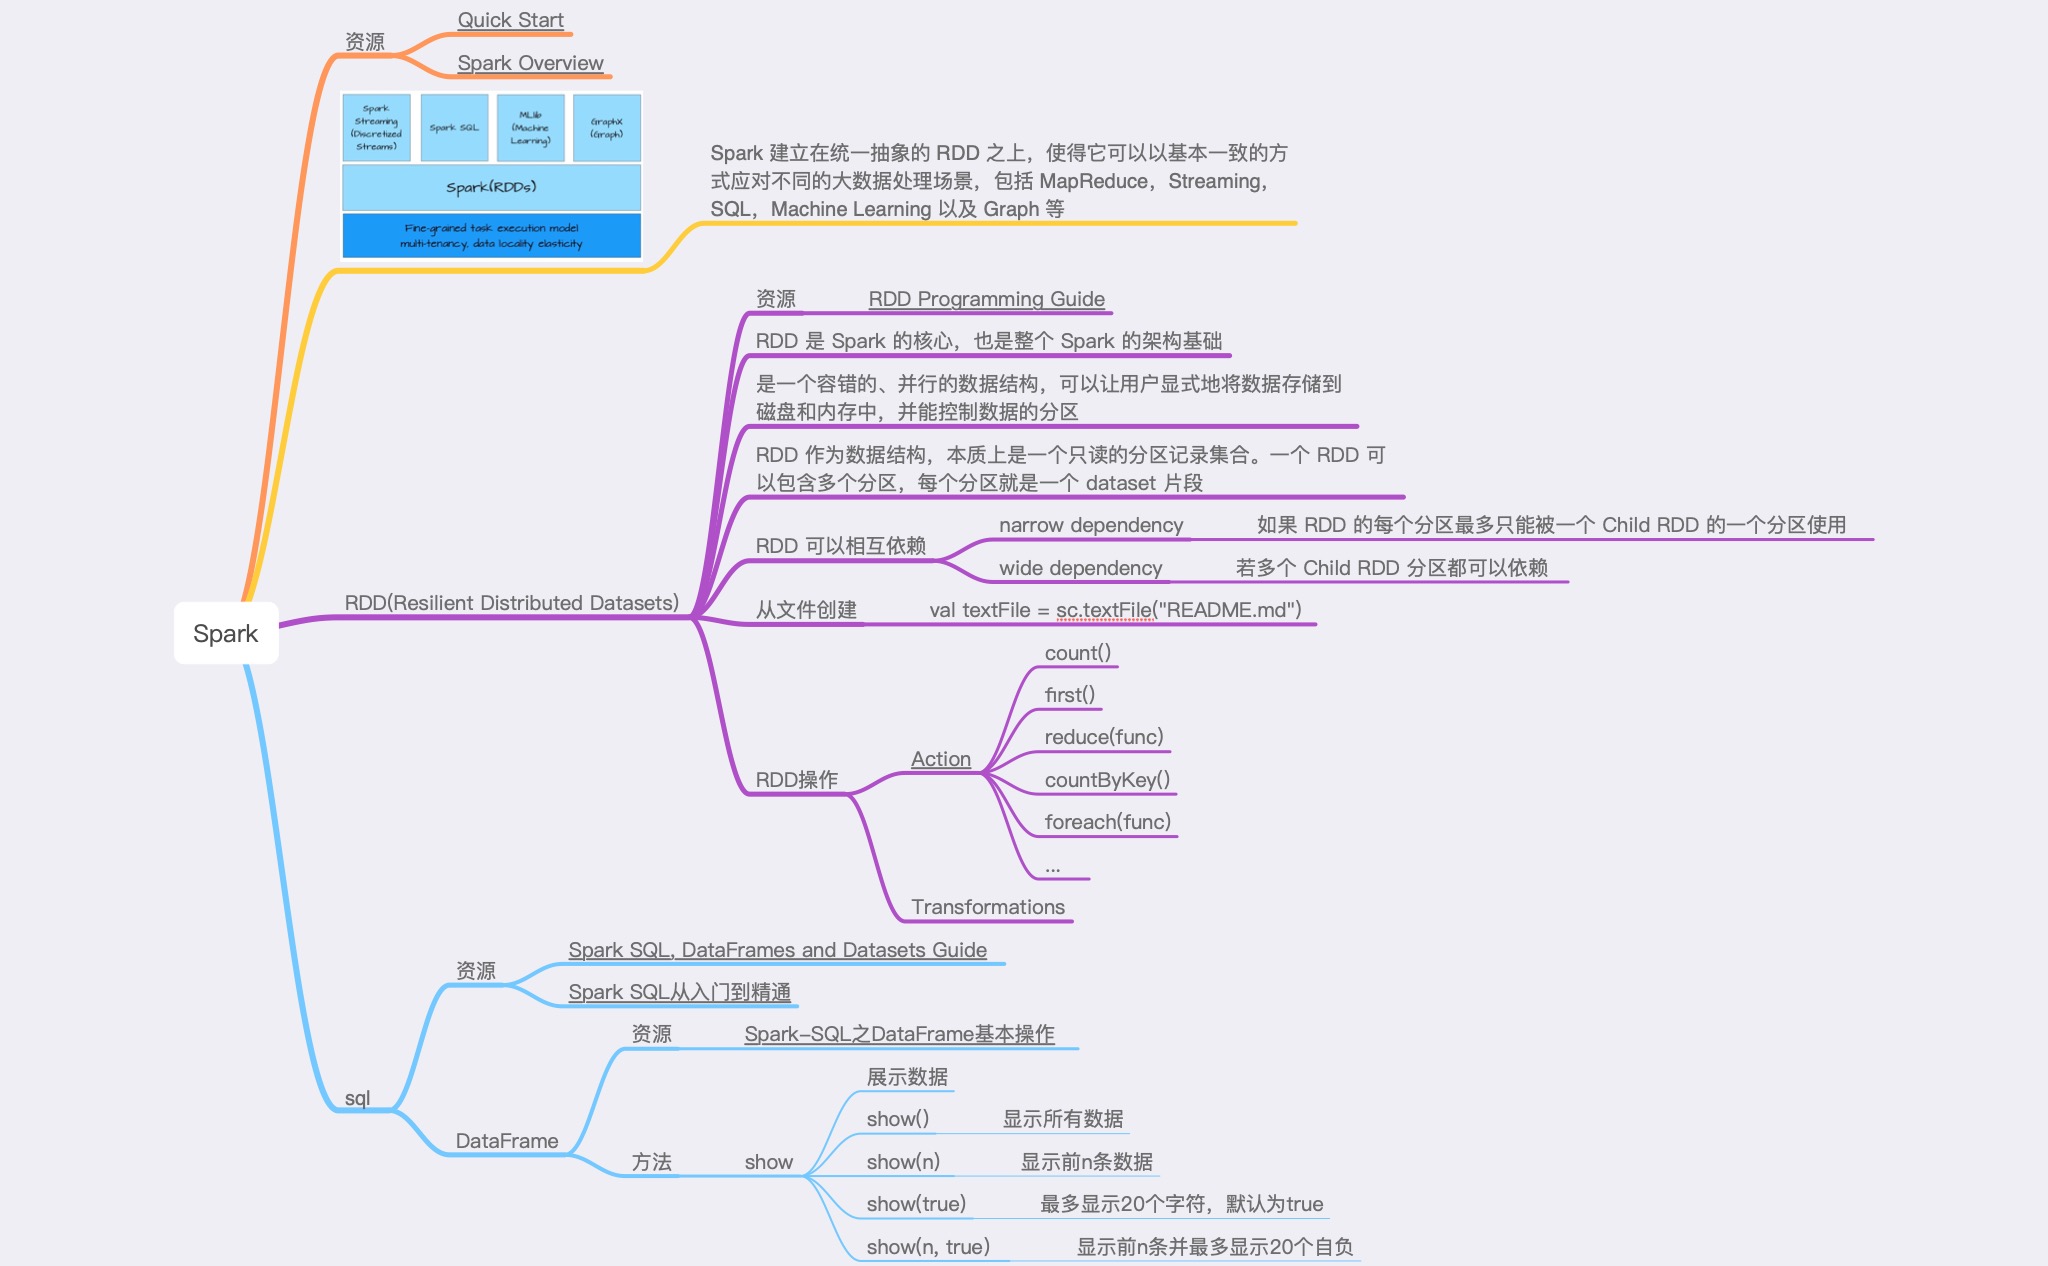 资源
Quick Start
Spark Overview
Spark
Streaming
(Discretized
Streams)
Spark SQL
MLlib
(Machine
Learning)
GraphX
(Graph)
Spark(RDDs)
Fine-grained task execution model
multi-tenancy, data locality elasticity
Spark 建立在统一抽象的 RDD 之上，使得它可以以基本一致的方
式应对不同的大数据处理场景，包括 MapReduce，Streaming，
SQL，Machine Learning 以及 Graph 等
Spark
RDD(Resilient Distributed Datasets)
资源
RDD Programming Guide
RDD 是 Spark 的核心，也是整个 Spark 的架构基础
是一个容错的、并行的数据结构，可以让用户显式地将数据存储到
磁盘和内存中，并能控制数据的分区
RDD 作为数据结构，本质上是一个只读的分区记录集合。一个 RDD 可
以包含多个分区，每个分区就是一个 dataset 片段
RDD 可以相互依赖
narrow dependency
如果 RDD 的每个分区最多只能被一个 Child RDD 的一个分区使用
wide dependency
若多个 Child RDD 分区都可以依赖
从文件创建
val textFile = sc.textFile("README.md")
RDD操作
Action
count()
first()
reduce(func)
countByKey()
foreach(func)
...
Transformations
sql
资源
Spark SQL, DataFrames and Datasets Guide
Spark SQL从入门到精通
DataFrame
资源
Spark-SQL之DataFrame基本操作
方法
show
展示数据
show()
显示所有数据
show(n)
显示前n条数据
show(true)
最多显示20个字符，默认为true
show(n, true)
显示前n条并最多显示20个自负